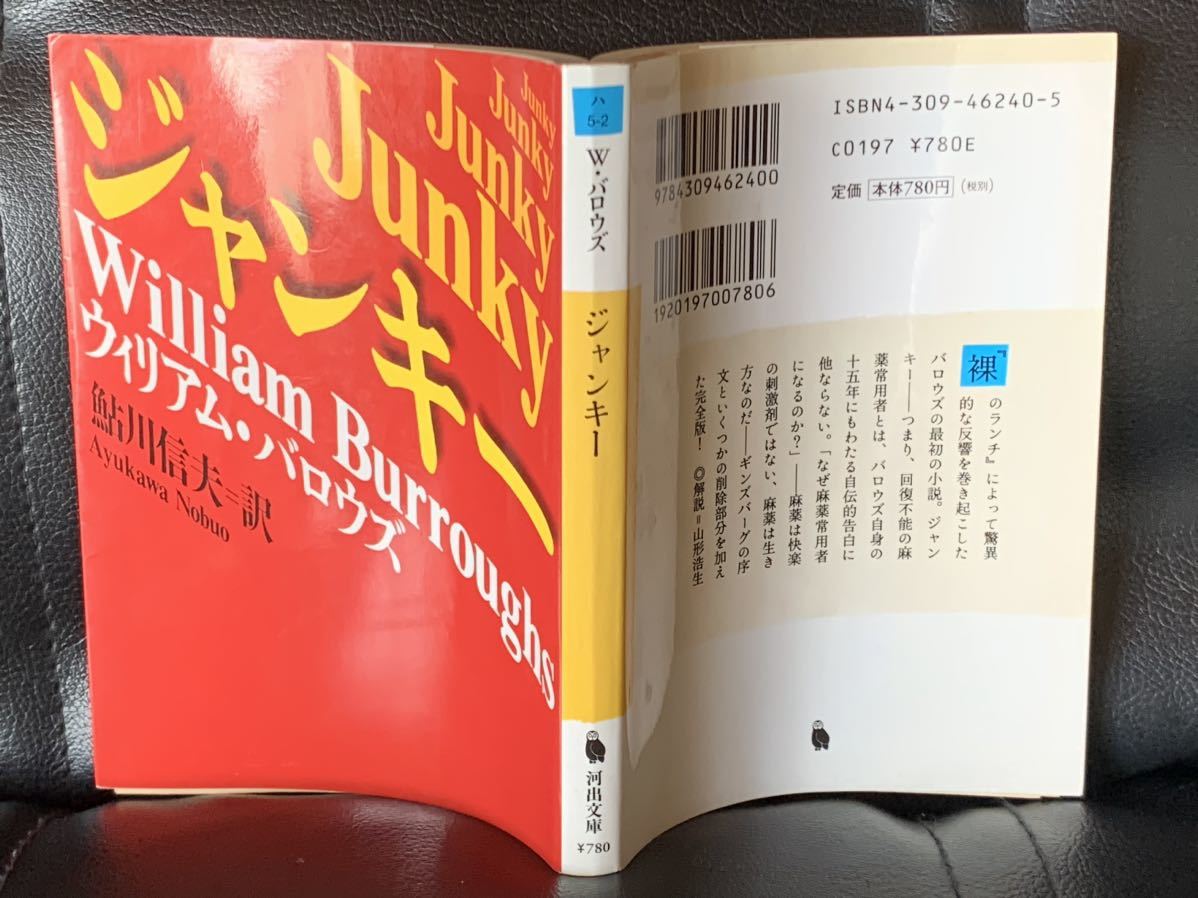 ジャンキー
Junky
Junky
Junky
Junky
William Burroughs
ウィリアム・バロウズ
鮎川信夫=訳
Ayukawa Nobuo
ハ
5-2
W・バロウズ
ジャンキー
河出文庫
¥780
9784309462400
1920197007806
ISBN4-309-46240-5
C0197 ¥780E
定価 本体780円(税別)
『裸のランチ』によって驚異
的な反響を巻き起こした
バロウズの最初の小説。ジャン
キー——つまり、回復不能の麻
薬常用者とは、バロウズ自身の
十五年にもわたる自伝的告白に
他ならない。「なぜ麻薬常用者
になるのか?」——麻薬は快楽
の刺激剤ではない、麻薬は生き
方なのだ——ギンズバーグの序
文といくつかの削除部分を加え
た完全版! ◎解説=山形浩生